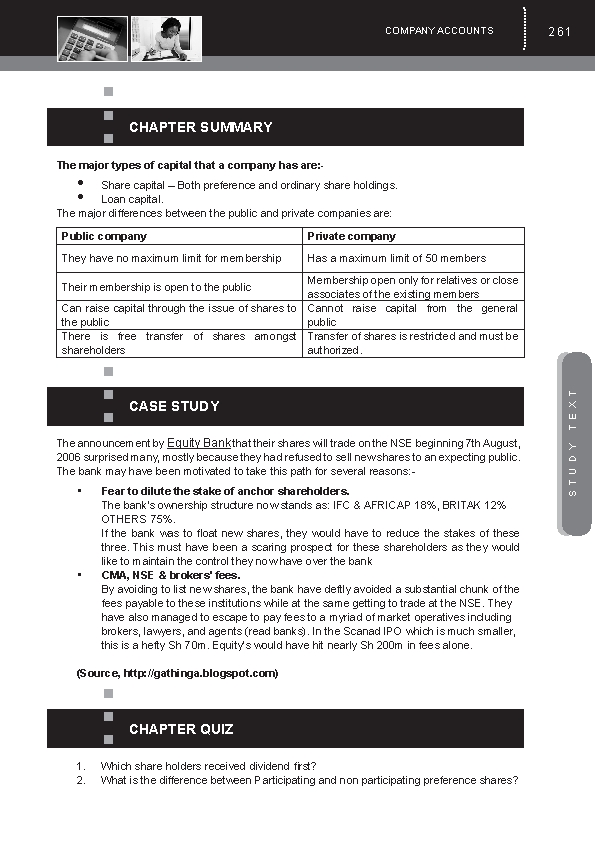 COMPANY ACCOUNTS
261
CHAPTER SUMMARY
The major types of capital that a company has are:-
• Share capital – Both preference and ordinary share holdings.
• Loan capital.
The major differences between the public and private companies are:
Public company
Private company
They have no maximum limit for membership
Has a maximum limit of 50 members
Their membership is open to the public
Membership open only for relatives or close
associates of the existing members
Can raise capital through the issue of shares to
the public
Cannot raise capital from the general
public
There is free transfer of shares amongst
shareholders
Transfer of shares is restricted and must be
authorized.
CASE STUDY
The announcement by Equity Bank that their shares will trade on the NSE beginning 7th August,
2006 surprised many, mostly because they had refused to sell new shares to an expecting public.
The bank may have been motivated to take this path for several reasons:-
• Fear to dilute the stake of anchor shareholders.
The bank's ownership structure now stands as: IFC & AFRICAP 18%, BRITAK 12%
OTHERS 75%.
If the bank was to float new shares, they would have to reduce the stakes of these
three. This must have been a scaring prospect for these shareholders as they would
like to maintain the control they now have over the bank
• CMA, NSE & brokers' fees.
By avoiding to list new shares, the bank have deftly avoided a substantial chunk of the
fees payable to these institutions while at the same getting to trade at the NSE. They
have also managed to escape to pay fees to a myriad of market operatives including
brokers, lawyers, and agents (read banks). In the Scanad IPO which is much smaller,
this is a hefty Sh 70m. Equity's would have hit nearly Sh 200m in fees alone.
(Source, http://gathinga.blogspot.com)
CHAPTER QUIZ
1. Which share holders received dividend first?
2. What is the difference between Participating and non participating preference shares?
STUDY TEXT